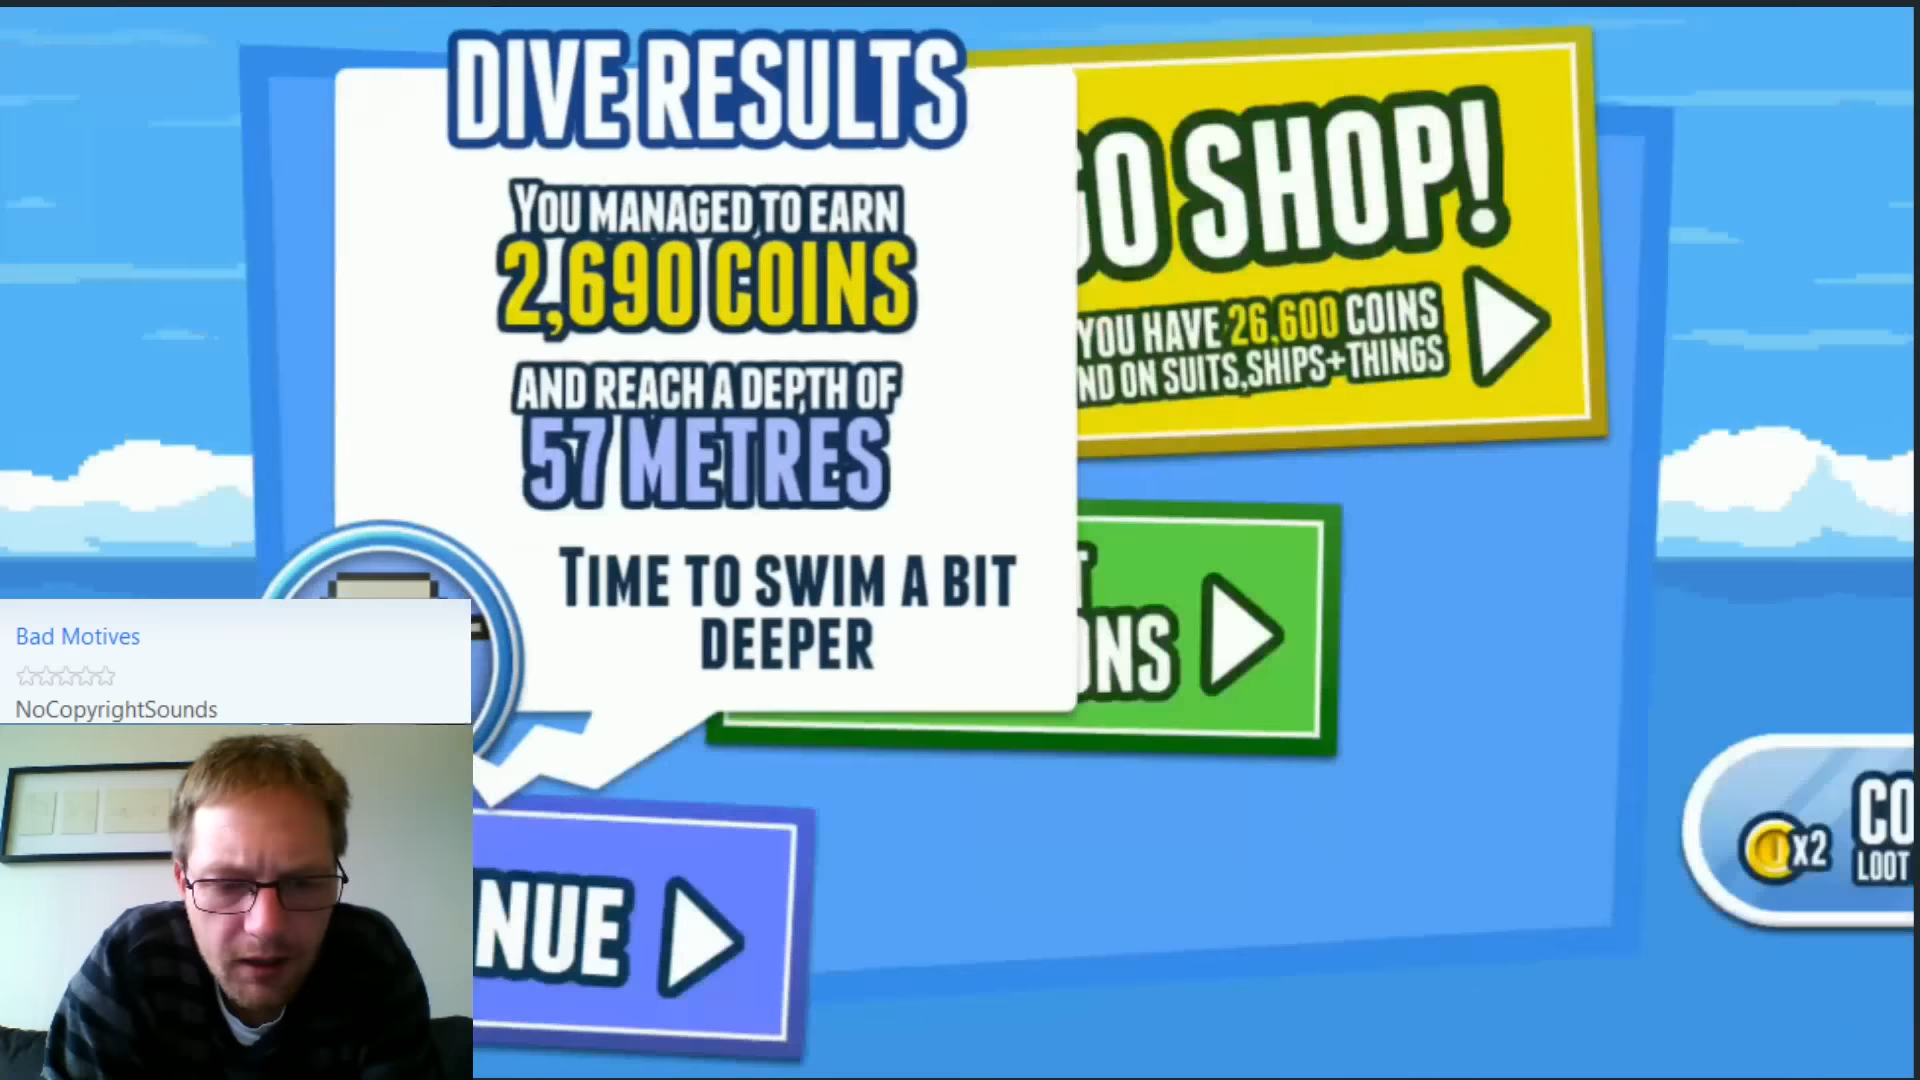 DIVE RESULTS
YOU MANAGED TO EARN
2,690 COINS
AND REACH A DEPTH OF
57 METRES
TIME TO SWIM A BIT
DEEPER
GO SHOP!
YOU HAVE 26,600 COINS
ND ON SUITS,SHIPS+THINGS
ONS
NUE
X2
CO
LOOT
Bad Motives
NoCopyrightSounds